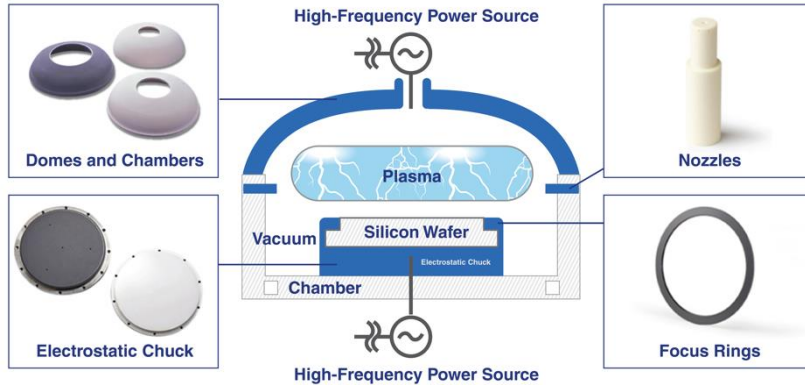 High-Frequency Power Source
Domes and Chambers
Plasma
Nozzles
Vacuum
Silicon Wafer
Electrostatic Chuck
Chamber
Electrostatic Chuck
Focus Rings
High-Frequency Power Source